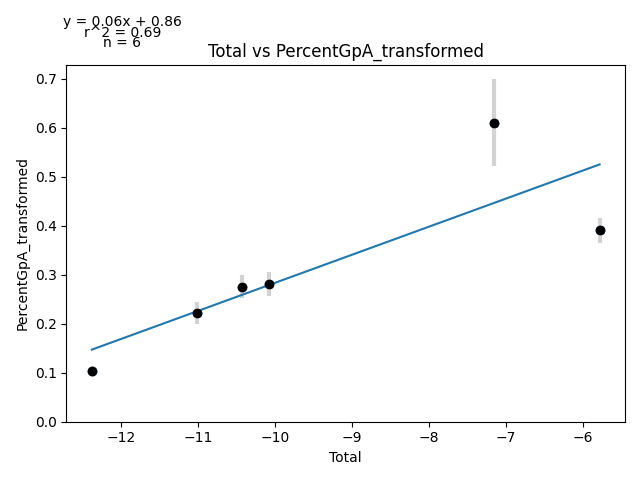 y = 0.06x + 0.86
r^2 = 0.69
n = 6
Total vs PercentGpA_transformed
0.7
0.6
0.5
0.4
0.3
0.2
0.1
0.0
PercentGpA_transformed
−12
−11
−10
−9
−8
−7
−6
Total